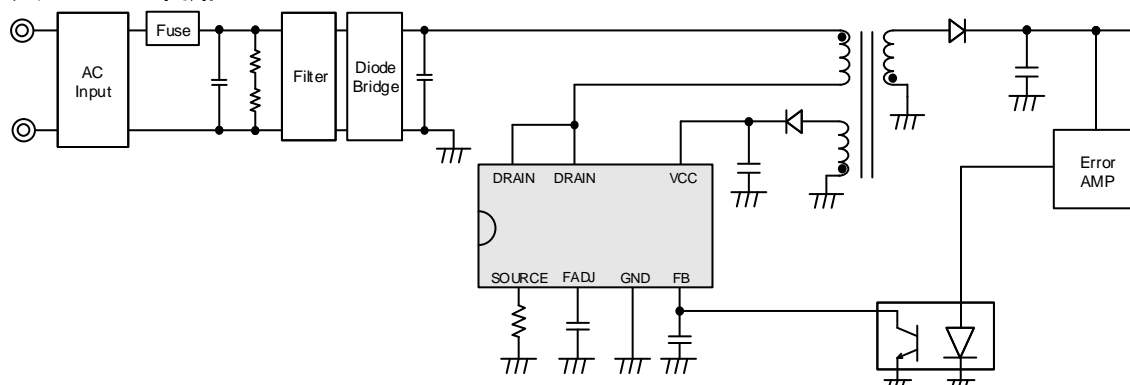 Fuse
AC
Input
Filter
Diode
Bridge
DRAIN DRAIN VCC
SOURCE FADJ GND FB
Error
AMP